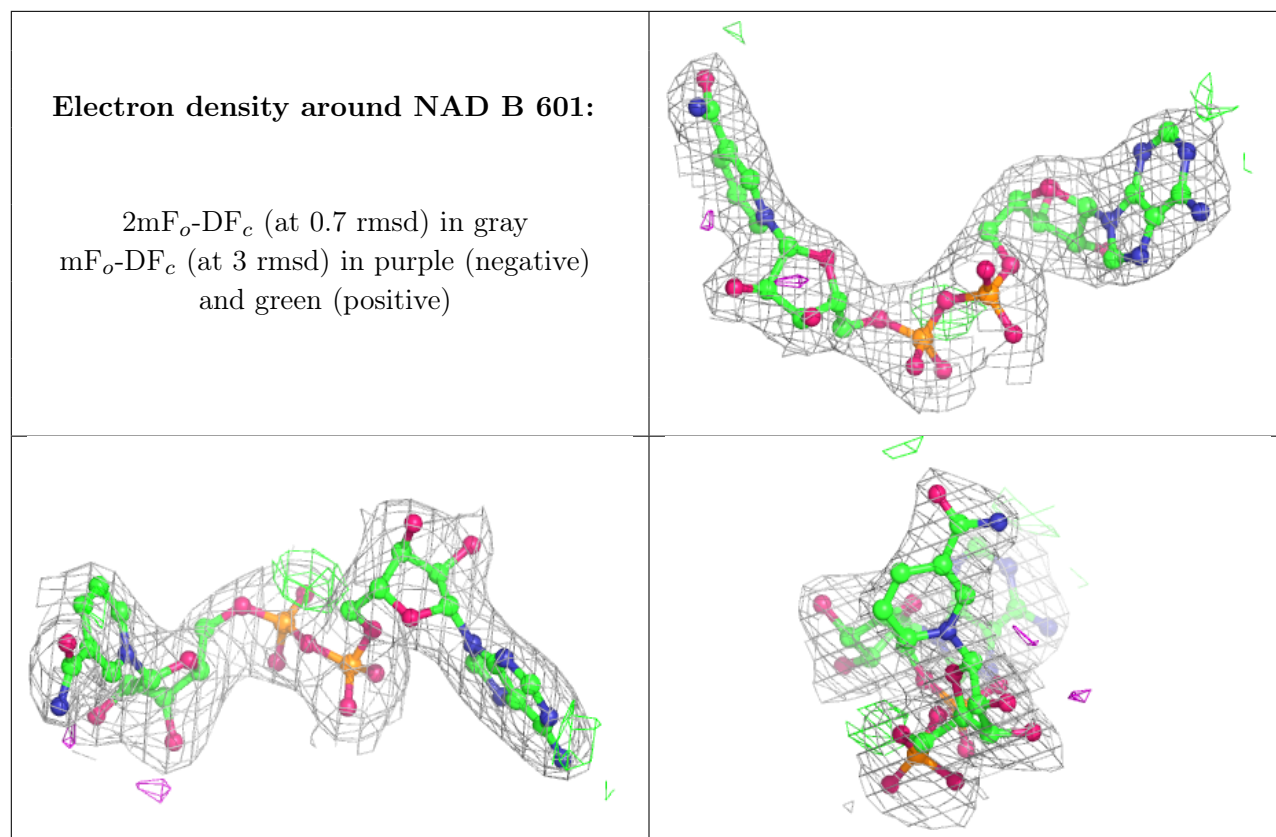 Electron density around NAD B 601:
2mFo-DFc (at 0.7 rmsd) in gray
mFo-DFc (at 3 rmsd) in purple (negative)
and green (positive)